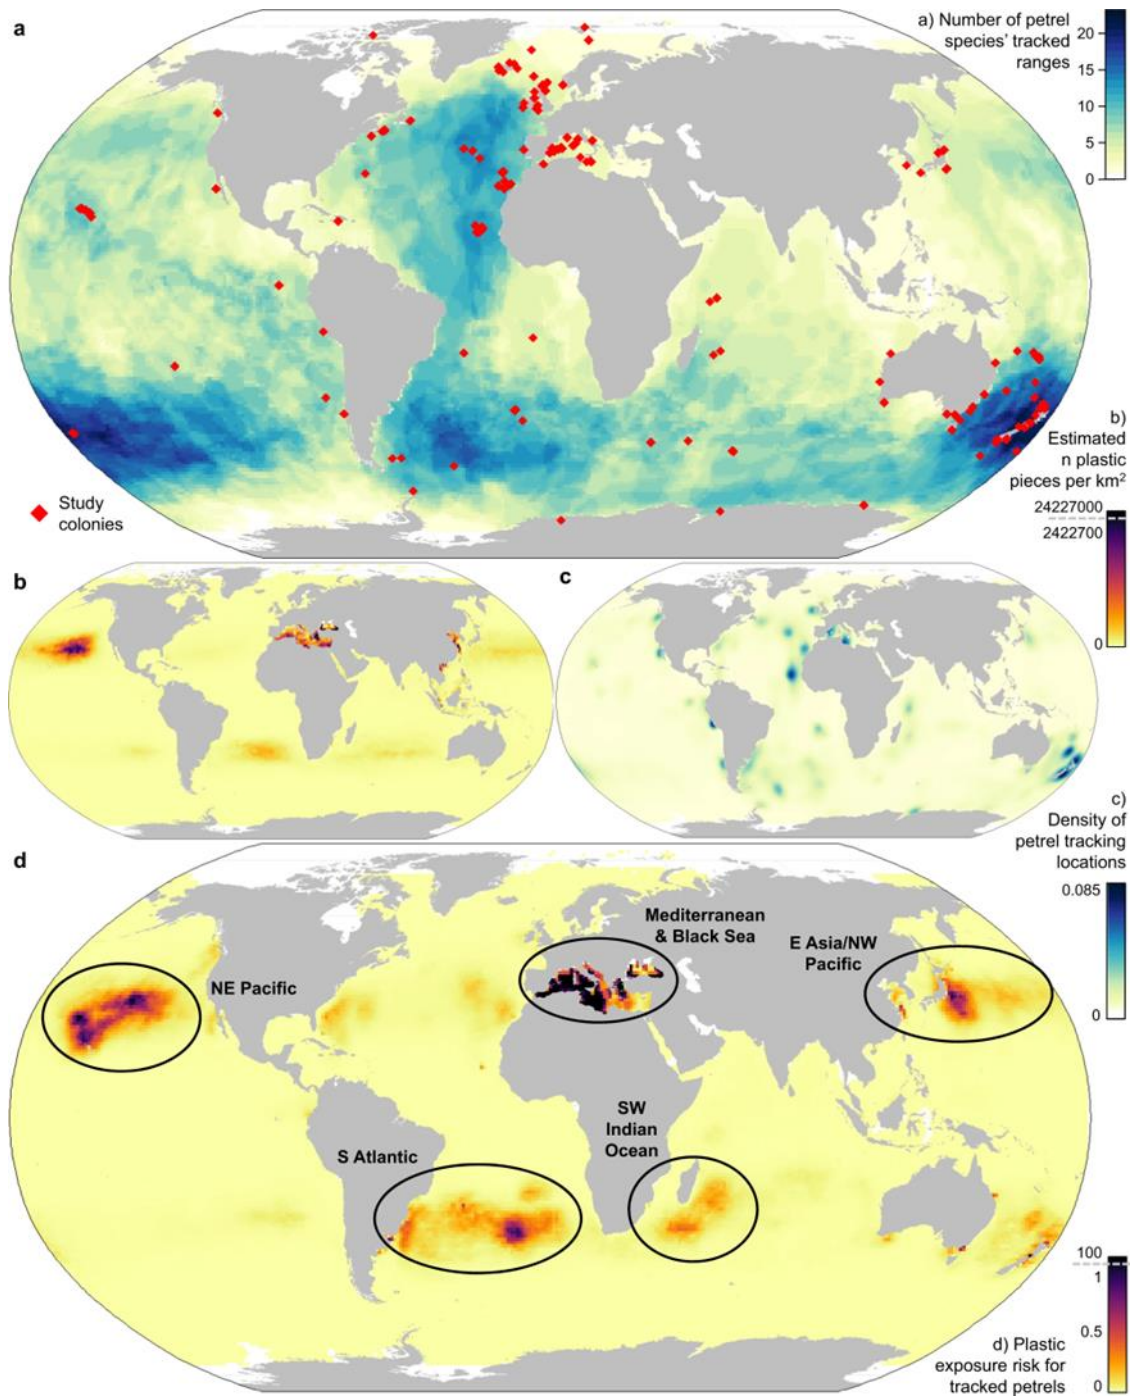 a
a) Number of petrel
species' tracked
ranges
20
15
10
5
0
Study
colonies
b)
Estimated
n plastic
pieces per km²
24227000
2422700
0
b
c
c)
Density of
petrel tracking
locations
0.085
0
d
Mediterranean
& Black Sea
E Asia/NW
Pacific
NE Pacific
SW
Indian
Ocean
S Atlantic
100
1
0.5
0
d) Plastic
exposure risk for
tracked petrels